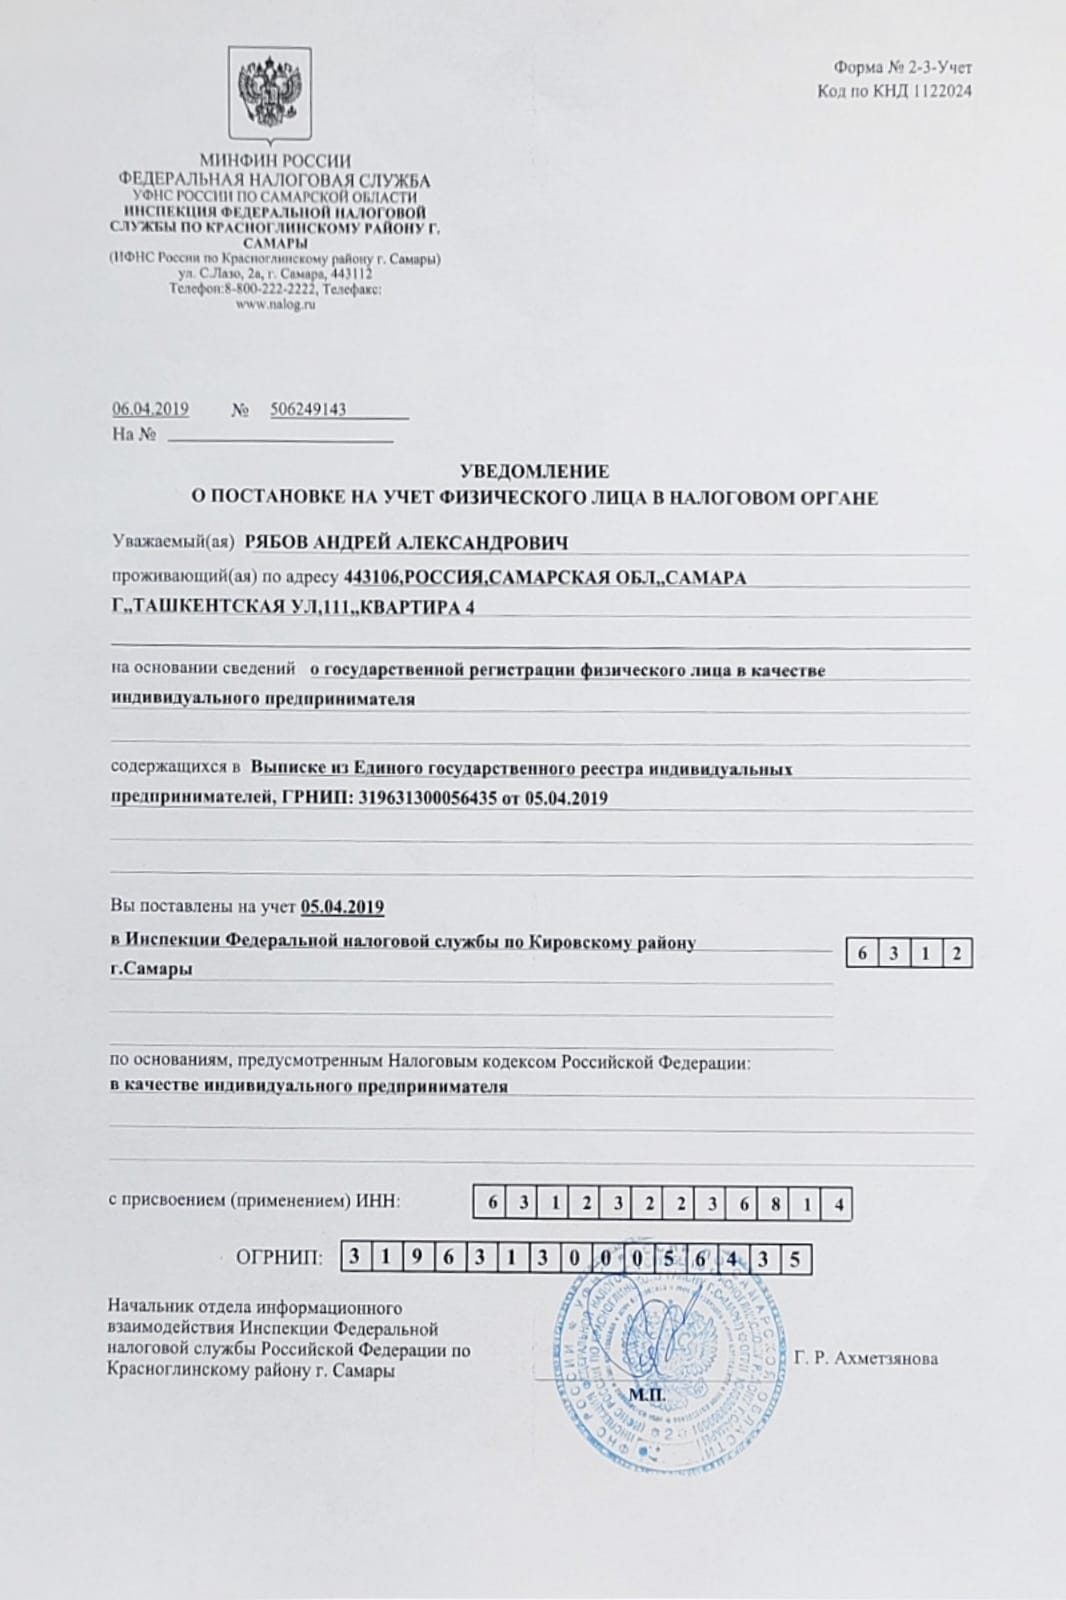 Форма № 2-3-Учет
Код по КНД 1122024
МИНФИН РОССИИ
ФЕДЕРАЛЬНАЯ НАЛОГОВАЯ СЛУЖБА
УФНС РОССИИ ПО САМАРСКОЙ ОБЛАСТИ
ИНСПЕКЦИЯ ФЕДЕРАЛЬНОЙ НАЛОГОВОЙ
СЛУЖБЫ ПО КРАСНОГЛИНСКОМУ РАЙОНУ Г.
САМАРЫ
(ИФНС России по Красноглинскому району г. Самары)
ул. С.Лазо, 2а, г. Самара, 443112
Телефон:8-800-222-2222, Телефакс:
www.nalog.ru
06.04.2019 № 506249143
На №
УВЕДОМЛЕНИЕ
О ПОСТАНОВКЕ НА УЧЕТ ФИЗИЧЕСКОГО ЛИЦА В НАЛОГОВОМ ОРГАНЕ
Уважаемый(ая) РЯБОВ АНДРЕЙ АЛЕКСАНДРОВИЧ
проживающий(ая) по адресу 443106,РОССИЯ,САМАРСКАЯ ОБЛ,,САМАРА
Г,,ТАШКЕНТСКАЯ УЛ,111,,КВАРТИРА 4
на основании сведений о государственной регистрации физического лица в качестве
индивидуального предпринимателя
содержащихся в Выписке из Единого государственного реестра индивидуальных
предпринимателей, ГРНИП: 319631300056435 от 05.04.2019
Вы поставлены на учет 05.04.2019
в Инспекции Федеральной налоговой службы по Кировскому району
г.Самары
6 3 1 2
по основаниям, предусмотренным Налоговым кодексом Российской Федерации:
в качестве индивидуального предпринимателя
с присвоением (применением) ИНН: 6 3 1 2 3 2 2 3 6 8 1 4
ОГРНИП: 3 1 9 6 3 1 3 0 0 0 5 6 4 3 5
Начальник отдела информационного
взаимодействия Инспекции Федеральной
налоговой службы Российской Федерации по
Красноглинскому району г. Самары
Г. Р. Ахметзянова
М.П.